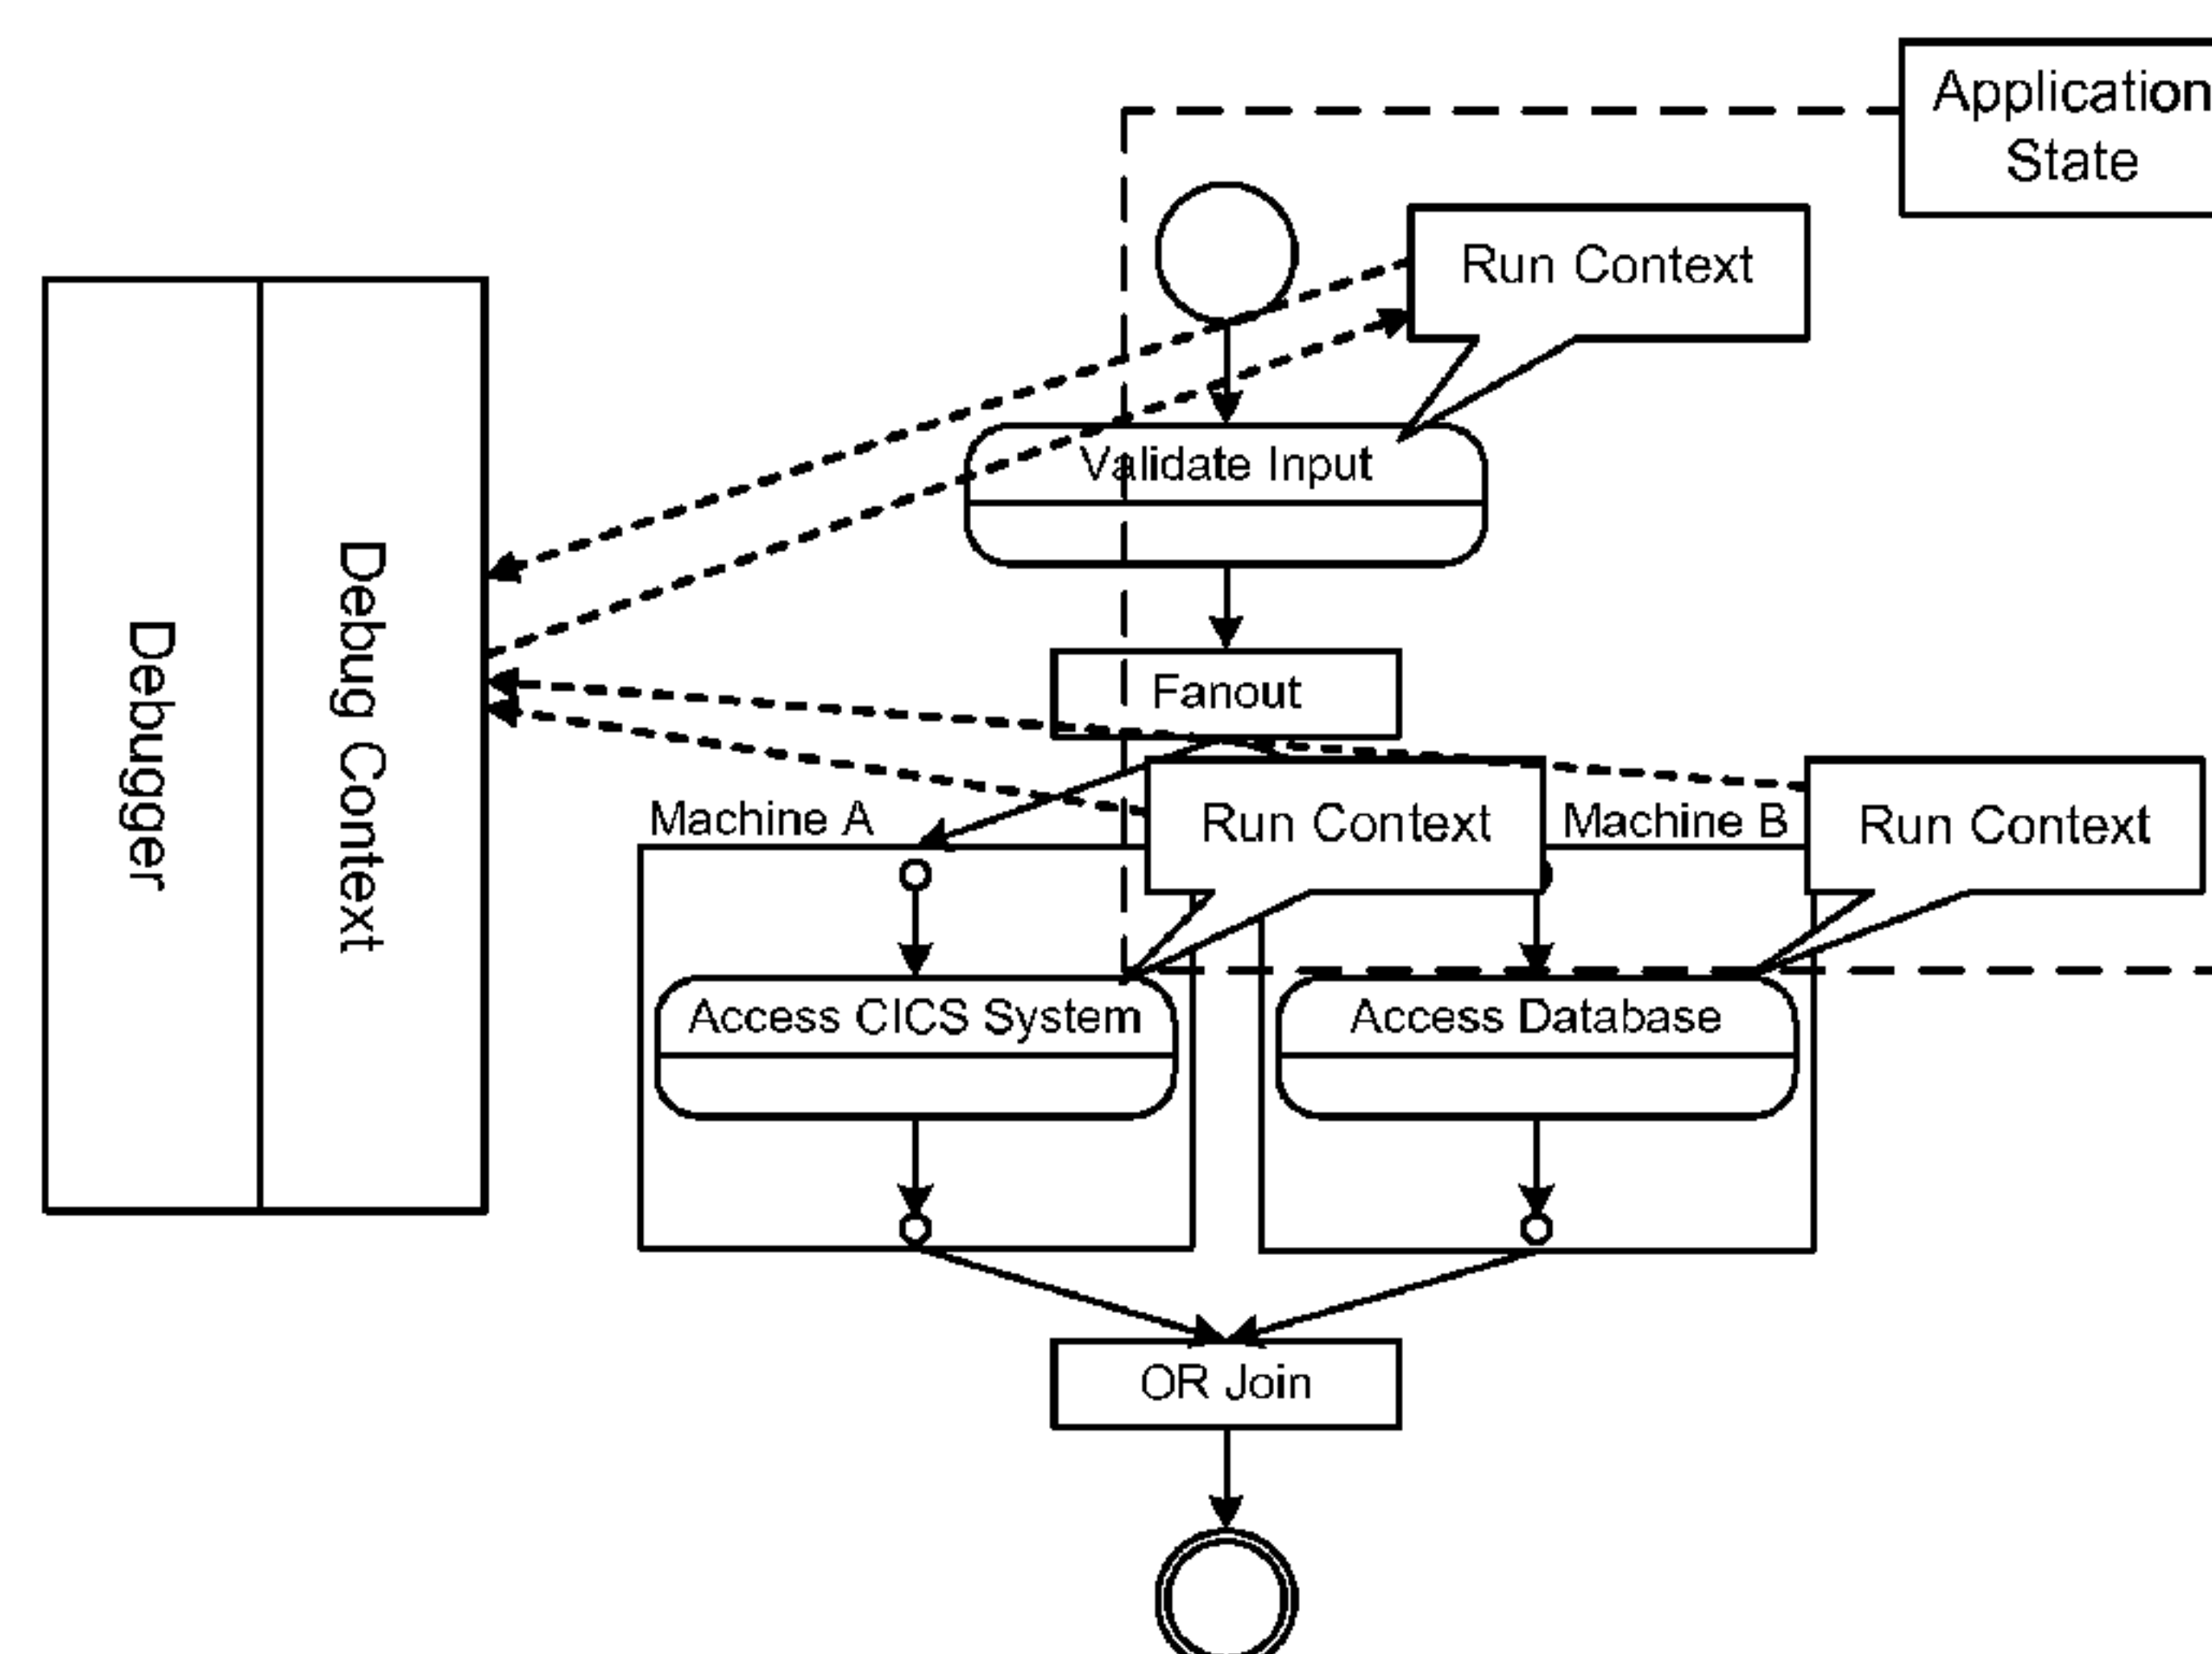 Application
State
Run Context
Validate Input
Fanout
Debugger
Debug Context
Machine A
Run Context
Machine B
Run Context
Access CICS System
Access Database
OR Join